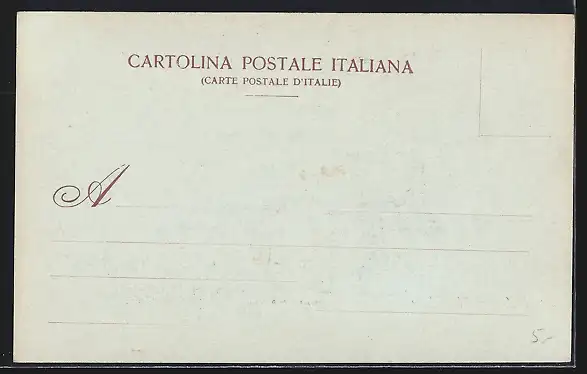 CARTOLINA POSTALE ITALIANA
(CARTE POSTALE D'ITALIE)
A
5.-